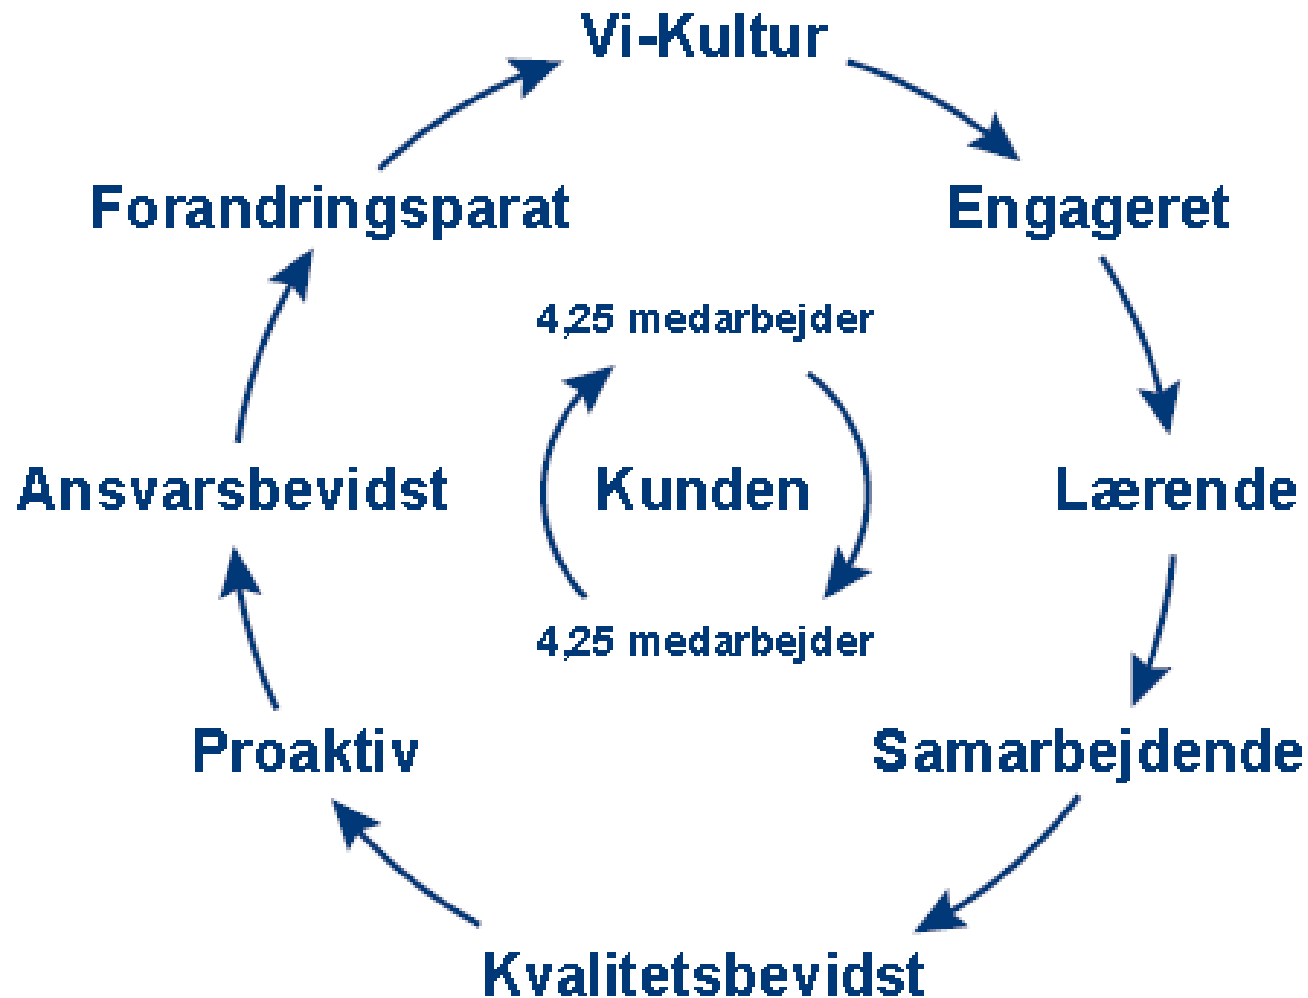 Vi-Kultur
Forandringsparat
Engageret
4,25 medarbejder
Ansvarsbevidst
Kunden
Lærende
4,25 medarbejder
Proaktiv
Samarbejdende
Kvalitetsbevidst